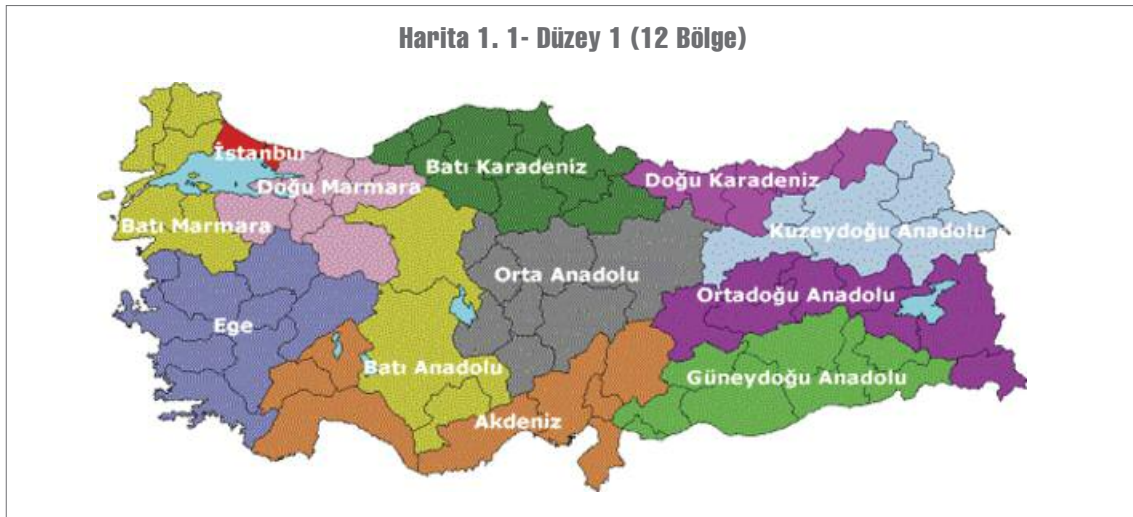 Harita 1. 1- Düzey 1 (12 Bölge)
İstanbul
Batı Karadeniz
Doğu Karadeniz
Doğu Marmara
Batı Marmara
Kuzeydoğu Anadolu
Orta Anadolu
Ortadoğu Anadolu
Ege
Batı Anadolu
Güneydoğu Anadolu
Akdeniz